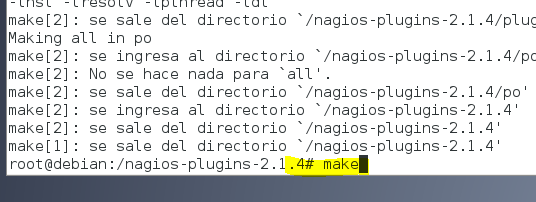 -lnsl -lresolv -lpthread -ldl
make[2]: se sale del directorio `/nagios-plugins-2.1.4/plug
Making all in po
make[2]: se ingresa al directorio `/nagios-plugins-2.1.4/po
make[2]: No se hace nada para `all'.
make[2]: se sale del directorio `/nagios-plugins-2.1.4/po'
make[2]: se ingresa al directorio `/nagios-plugins-2.1.4'
make[2]: se sale del directorio `/nagios-plugins-2.1.4'
make[1]: se sale del directorio `/nagios-plugins-2.1.4'
root@debian:/nagios-plugins-2.1.4# make